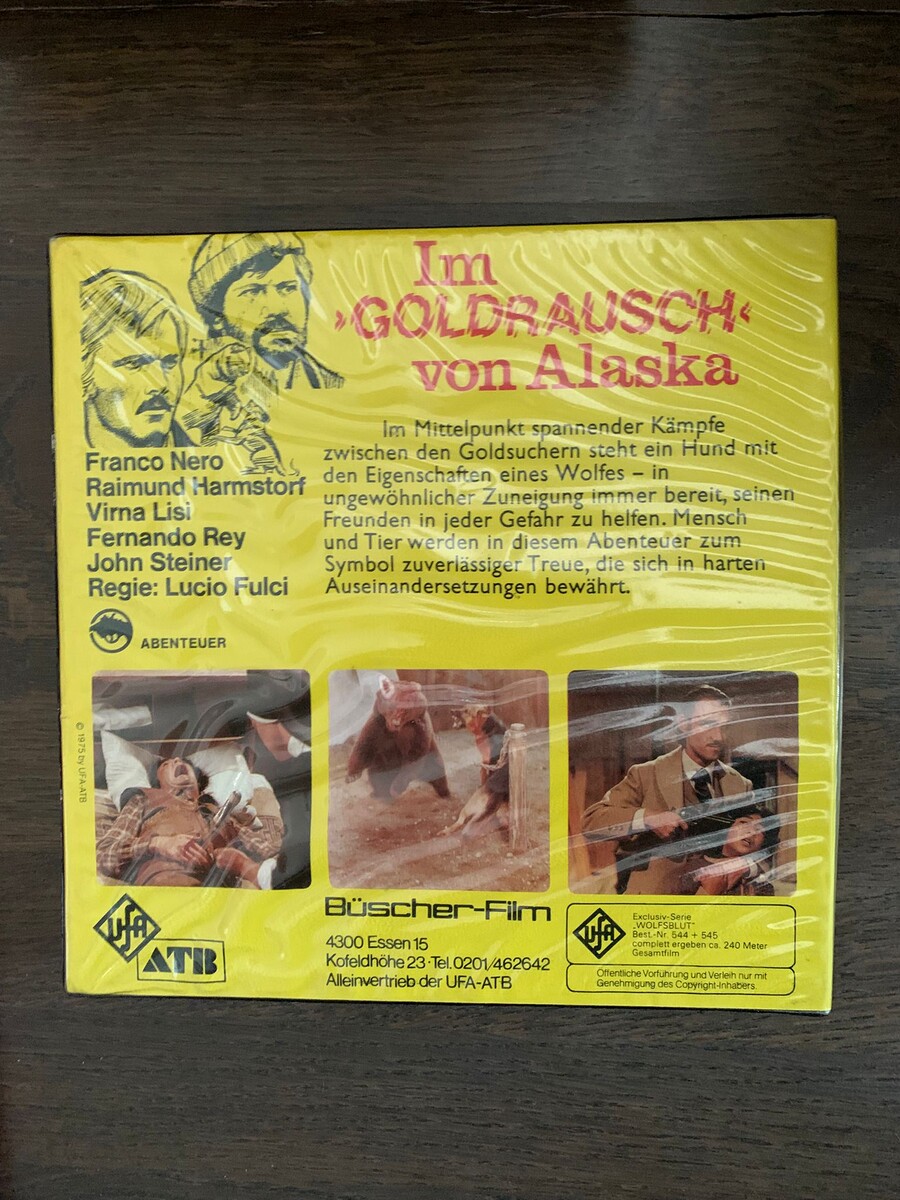 Im
›GOLDRAUSCH‹
von Alaska
Im Mittelpunkt spannender Kämpfe
zwischen den Goldsuchern steht ein Hund mit
den Eigenschaften eines Wolfes – in
ungewöhnlicher Zuneigung immer bereit, seinen
Freunden in jeder Gefahr zu helfen. Mensch
und Tier werden in diesem Abenteuer zum
Symbol zuverlässiger Treue, die sich in harten
Auseinandersetzungen bewährt.
Franco Nero
Raimund Harmstorf
Virna Lisi
Fernando Rey
John Steiner
Regie: Lucio Fulci
ABENTEUER
© 1975 by UFA-ATB
UFA
ATB
Büscher-Film
4300 Essen 15
Kofeldhöhe 23 · Tel. 0201/462642
Alleinvertrieb der UFA-ATB
UFA
Exclusiv-Serie
„WOLFSBLUT"
Best.-Nr. 544 + 545
complett ergeben ca. 240 Meter
Gesamtfilm
Öffentliche Vorführung und Verleih nur mit
Genehmigung des Copyright-Inhabers.